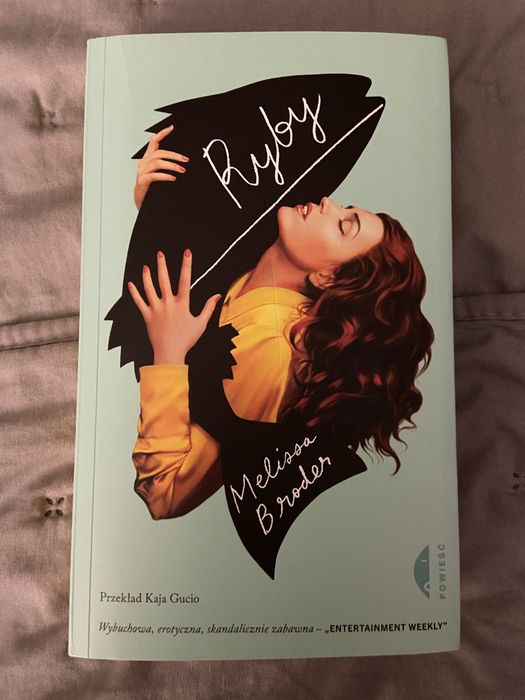 Ryby
Melissa
Broder
POWIEŚĆ
Przekład Kaja Gucio
Wybuchowa, erotyczna, skandalicznie zabawna – „ENTERTAINMENT WEEKLY”